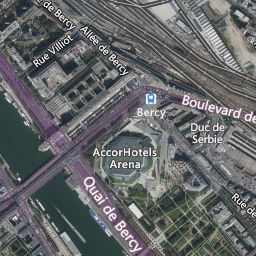 de Bercy
Allée de Bercy
Rue Villiot
Boulevard de
Bercy
Duc de
Serbie
AccorHotels
Arena
Quai de Bercy
Rue de